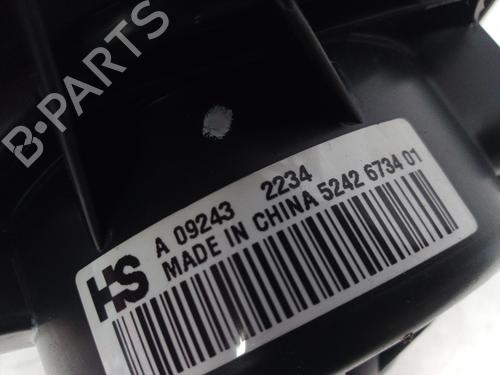 B-PARTS
HS
A 09243 2234
MADE IN CHINA 5242 6734 01